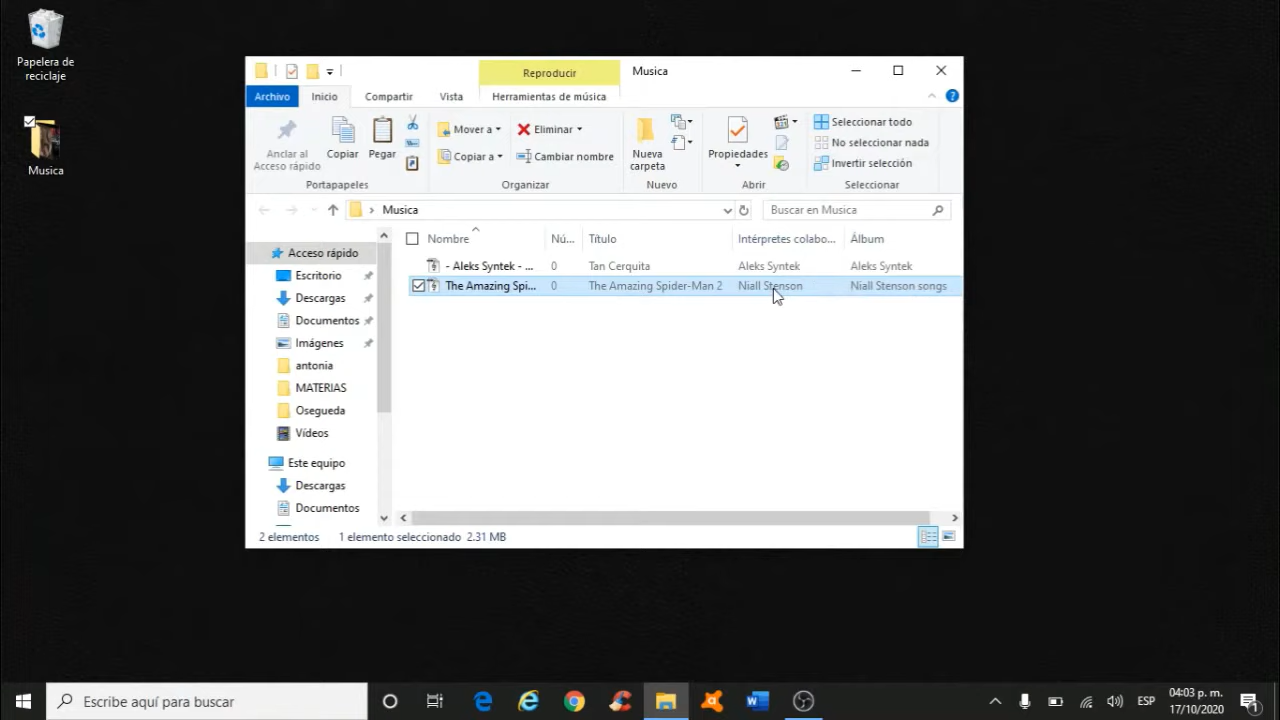 Papelera de
reciclaje
Musica
Reproducir
Musica
Archivo
Inicio
Compartir
Vista
Herramientas de música
Anclar al
Acceso rápido
Copiar
Pegar
Portapapeles
Mover a
Copiar a
Eliminar
Cambiar nombre
Organizar
Nueva
carpeta
Nuevo
Propiedades
Abrir
Seleccionar todo
No seleccionar nada
Invertir selección
Seleccionar
Musica
Buscar en Musica
Nombre
Nú...
Título
Intérpretes colabo...
Álbum
- Aleks Syntek - ...
0
Tan Cerquita
Aleks Syntek
Aleks Syntek
The Amazing Spi...
0
The Amazing Spider-Man 2
Niall Stenson
Niall Stenson songs
Acceso rápido
Escritorio
Descargas
Documentos
Imágenes
antonia
MATERIAS
Osegueda
Vídeos
Este equipo
Descargas
Documentos
2 elementos
1 elemento seleccionado 2.31 MB
Escribe aquí para buscar
ESP
04:03 p. m.
17/10/2020
1